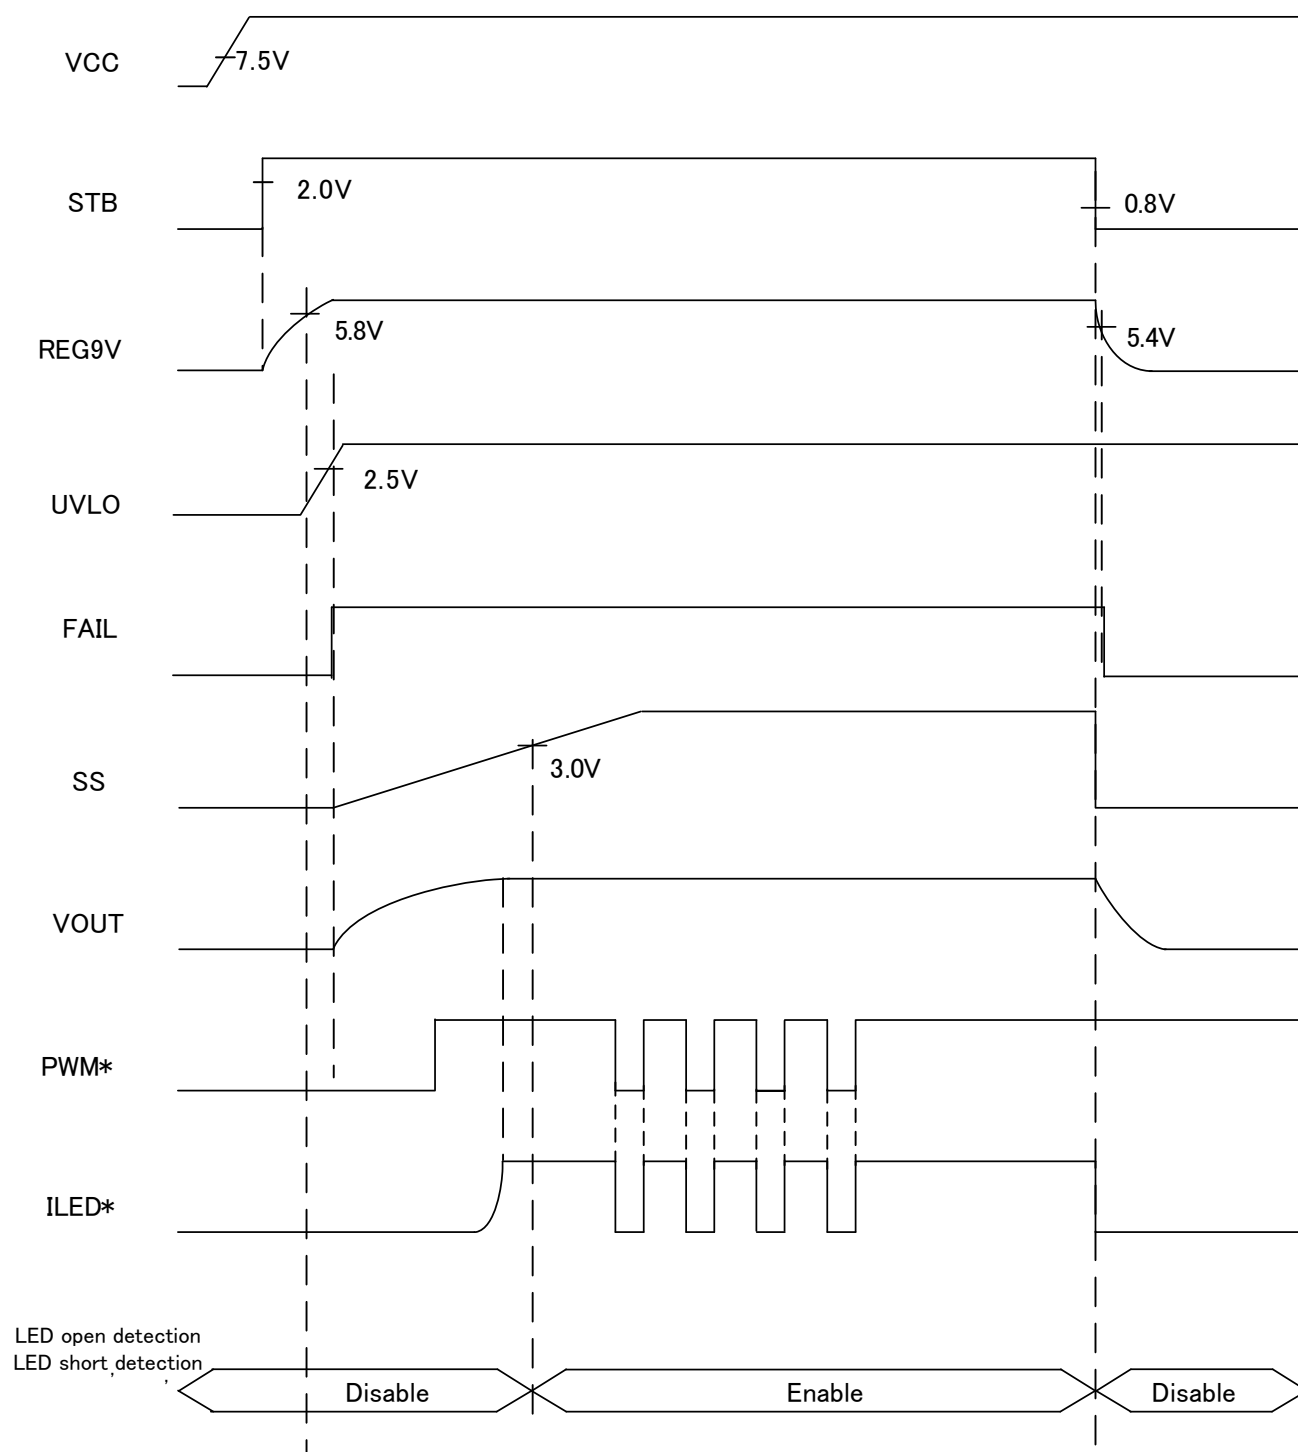 VCC
7.5V
STB
2.0V
0.8V
REG9V
5.8V
5.4V
UVLO
2.5V
FAIL
SS
3.0V
VOUT
PWM*
ILED*
LED open detection
LED short detection
, ,
Disable
Enable
Disable